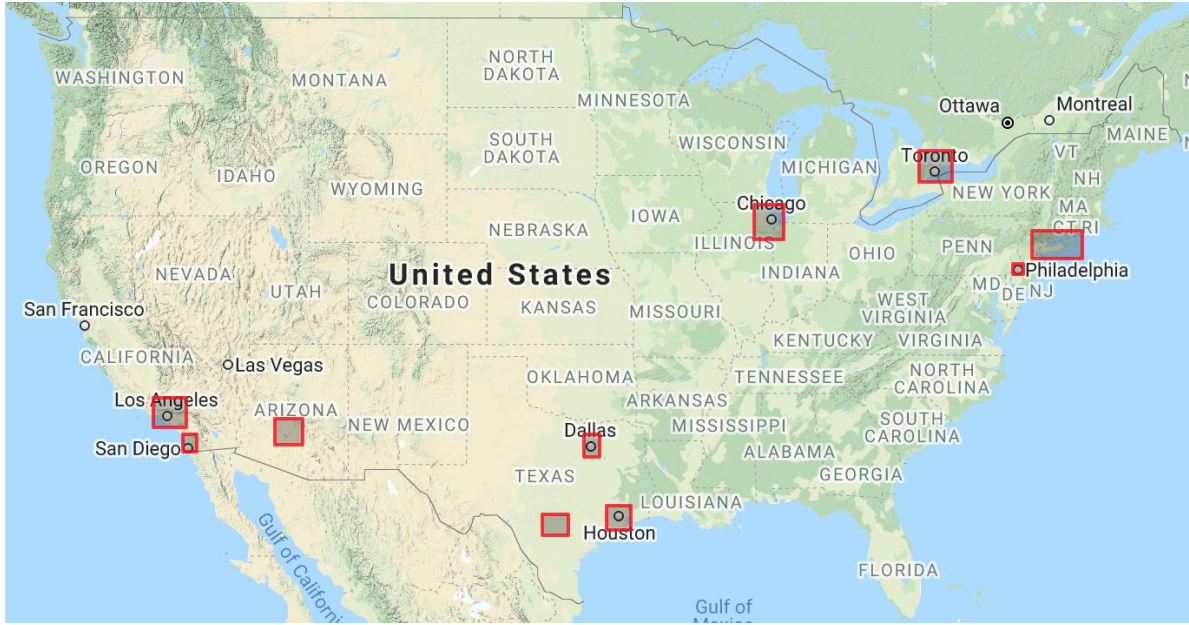 WASHINGTON
MONTANA
NORTH
DAKOTA
MINNESOTA
Ottawa
Montreal
MAINE
OREGON
IDAHO
SOUTH
DAKOTA
WISCONSIN
MICHIGAN
Toronto
VT
NH
WYOMING
NEW YORK
MA
CT
RI
IOWA
Chicago
NEBRASKA
ILLINOIS
INDIANA
OHIO
PENN
Philadelphia
NEVADA
UTAH
United States
COLORADO
KANSAS
MISSOURI
WEST
VIRGINIA
MD
DE
NJ
San Francisco
CALIFORNIA
Las Vegas
KENTUCKY
VIRGINIA
OKLAHOMA
TENNESSEE
NORTH
CAROLINA
Los Angeles
ARIZONA
NEW MEXICO
ARKANSAS
MISSISSIPPI
SOUTH
CAROLINA
San Diego
Dallas
ALABAMA
TEXAS
GEORGIA
LOUISIANA
Houston
Gulf of Californi
FLORIDA
Gulf of